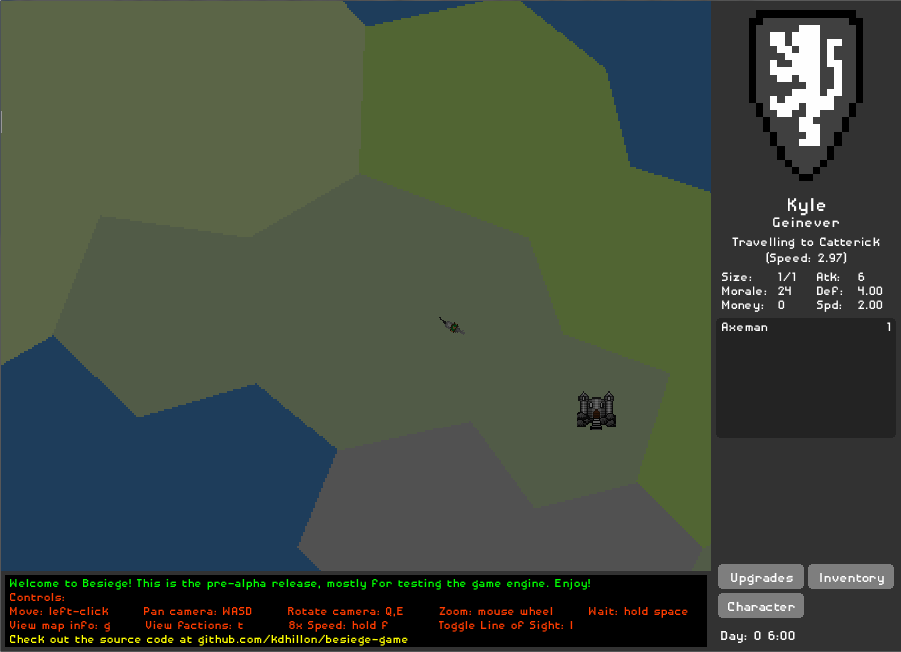 Kyle
Geinever
Travelling to Catterick
(Speed: 2.97)
Size: 1/1 Atk: 6
Morale: 24 Def: 4.00
Money: 0 Spd: 2.00
Axeman 1
Upgrades Inventory
Character
Day: 0 6:00
Welcome to Besiege! This is the pre-alpha release, mostly for testing the game engine. Enjoy!
Controls:
Move: left-click Pan camera: WASD Rotate camera: Q,E Zoom: mouse wheel Wait: hold space
View map info: g View factions: t 8x Speed: hold f Toggle Line of Sight: l
Check out the source code at github.com/kdhillon/besiege-game